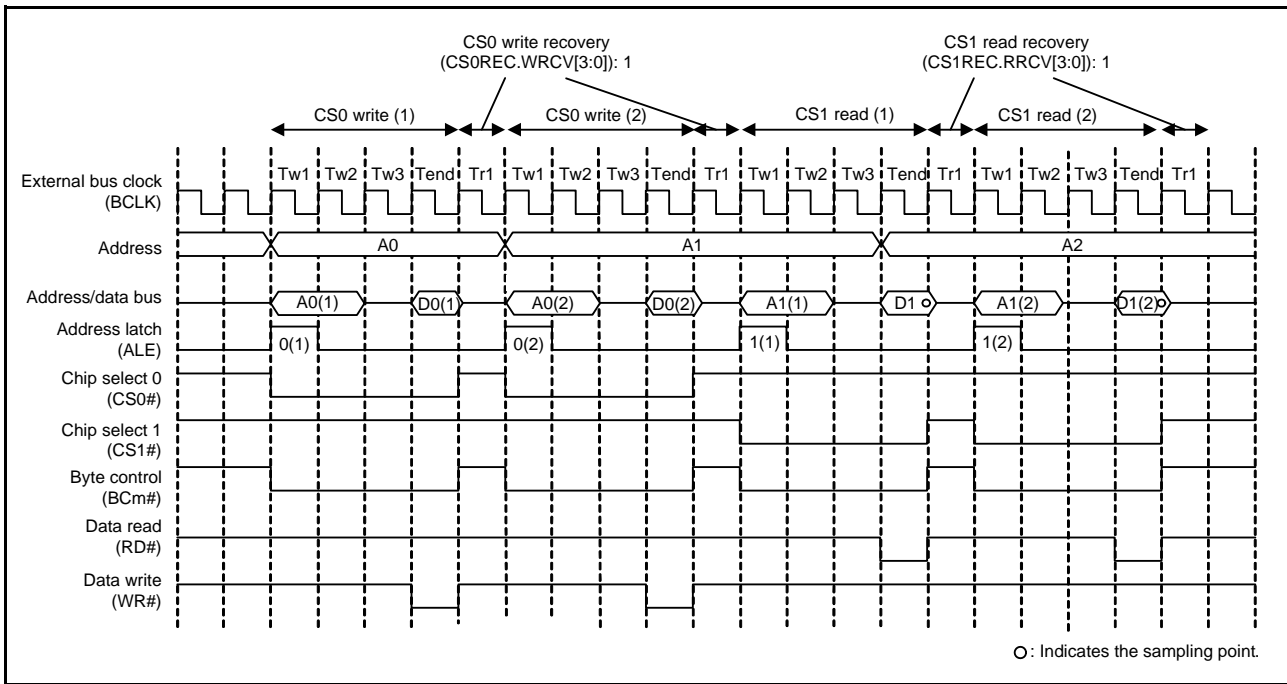 CS0 write recovery
(CS0REC.WRCV[3:0]): 1
CS1 read recovery
(CS1REC.RRCV[3:0]): 1
CS0 write (1)
CS0 write (2)
CS1 read (1)
CS1 read (2)
Tw1 Tw2 Tw3 Tend Tr1 Tw1 Tw2 Tw3 Tend Tr1 Tw1 Tw2 Tw3 Tend Tr1 Tw1 Tw2 Tw3 Tend Tr1
External bus clock
(BCLK)
Address
A0 A1 A2
Address/data bus
A0(1) D0(1) A0(2) D0(2) A1(1) D1 A1(2) D1(2)
Address latch
(ALE)
0(1) 0(2) 1(1) 1(2)
Chip select 0
(CS0#)
Chip select 1
(CS1#)
Byte control
(BCm#)
Data read
(RD#)
Data write
(WR#)
: Indicates the sampling point.